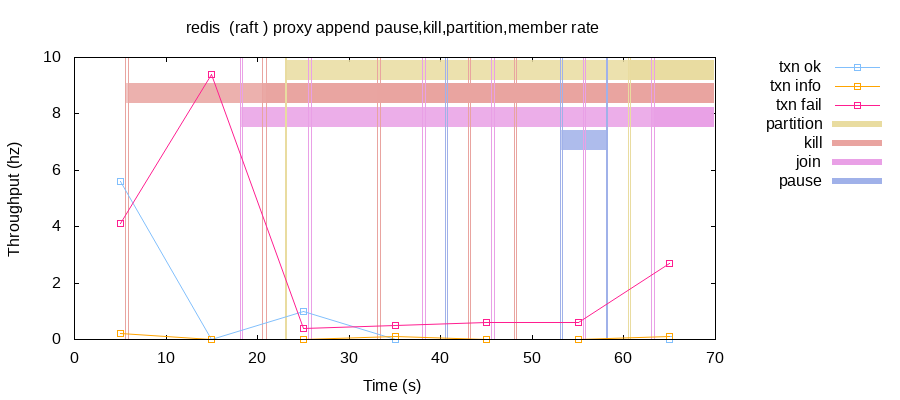 redis  (raft ) proxy append pause,kill,partition,member rate
Throughput (hz)
10
8
6
4
2
0
0 10 20 30 40 50 60 70
Time (s)
txn ok
txn info
txn fail
partition
kill
join
pause